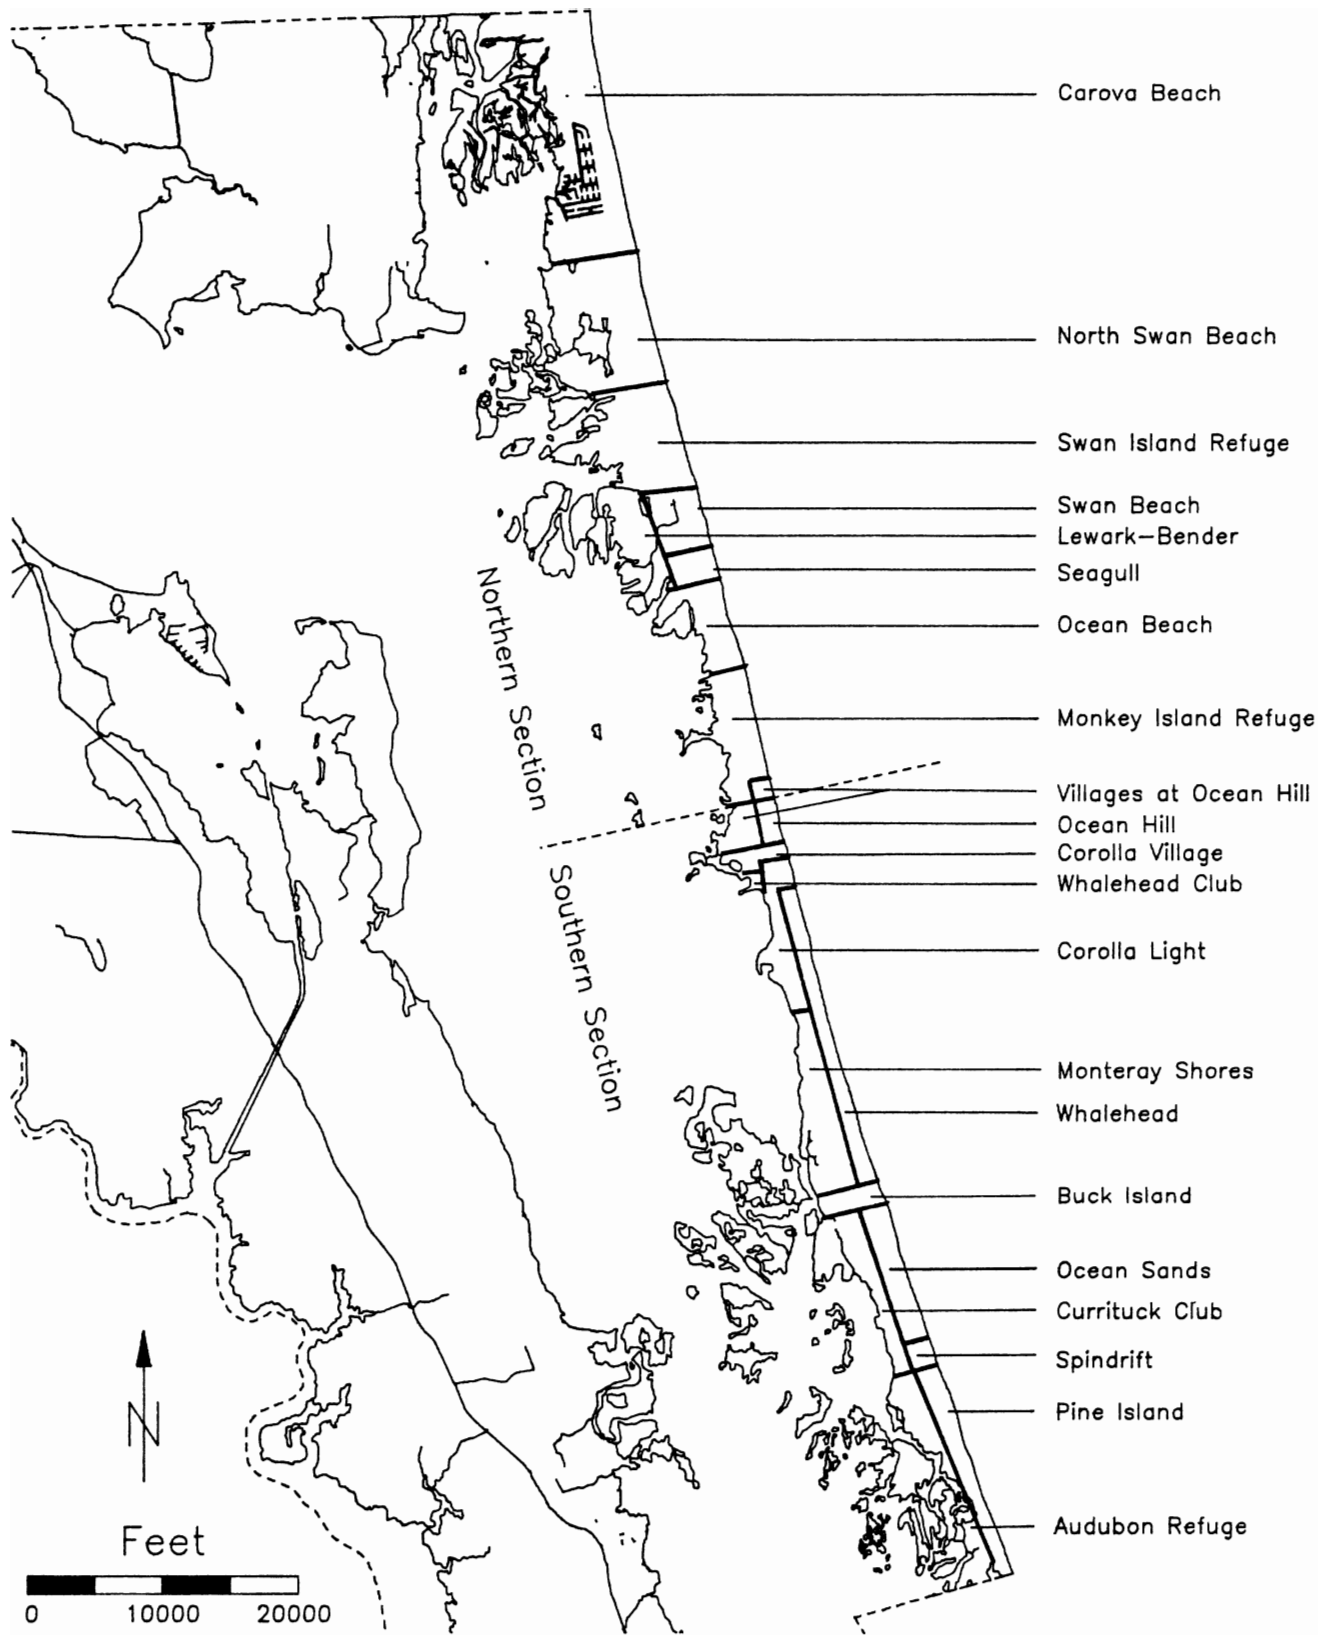 Carova Beach
North Swan Beach
Swan Island Refuge
Swan Beach
Lewark-Bender
Seagull
Ocean Beach
Northern Section
Monkey Island Refuge
Villages at Ocean Hill
Ocean Hill
Corolla Village
Whalehead Club
Southern Section
Corolla Light
Monteray Shores
Whalehead
Buck Island
Ocean Sands
Currituck Club
Spindrift
Pine Island
N
Audubon Refuge
Feet
0 10000 20000